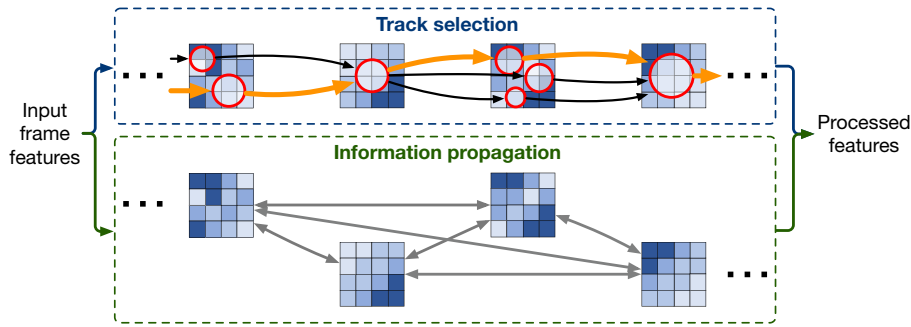 Track selection
Input
frame
features
Processed
features
Information propagation